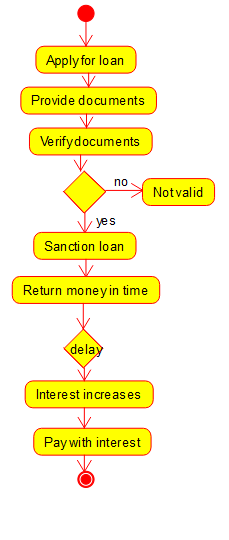 Apply for loan
Provide documents
Verify documents
no
Not valid
yes
Sanction loan
Return money in time
delay
Interest increases
Pay with interest